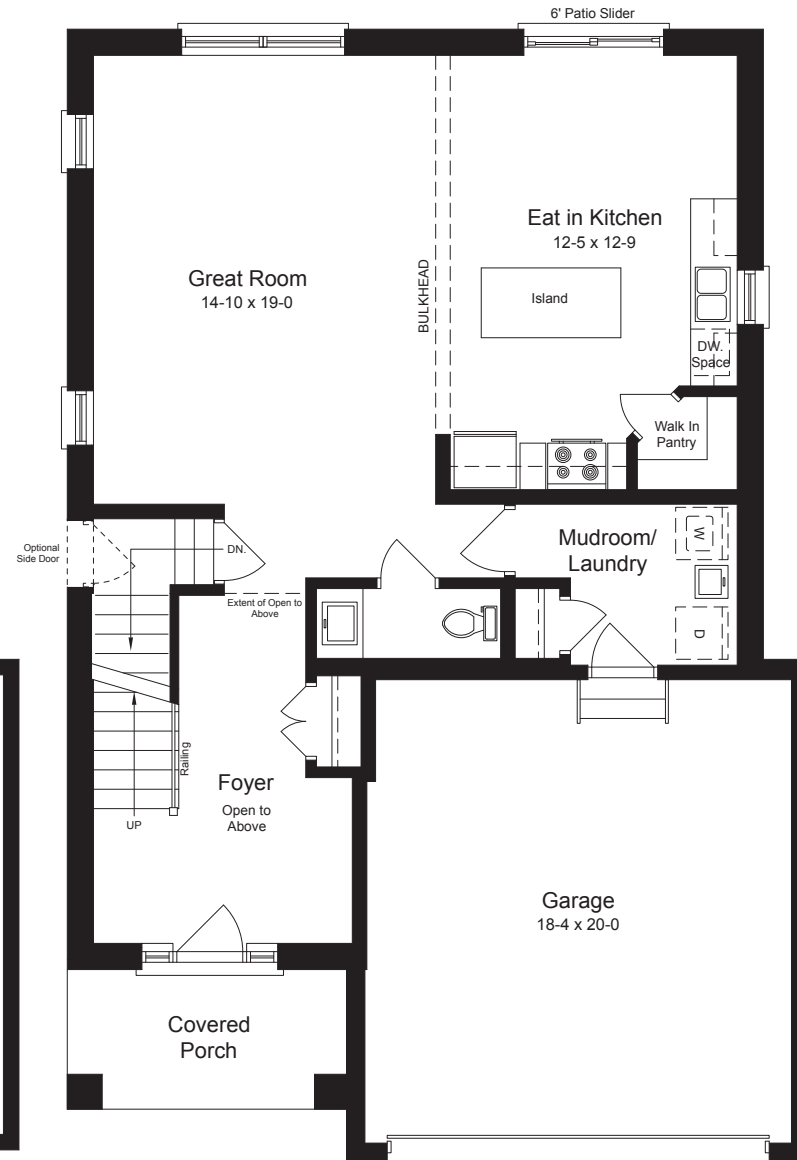 6' Patio Slider
Eat in Kitchen
12-5 x 12-9
Great Room
14-10 x 19-0
BULKHEAD
Island
DW.
Space
Walk In
Pantry
Optional
Side Door
DN.
Mudroom/
Laundry
W
D
Extent of Open to
Above
Railing
Foyer
Open to
Above
UP
Garage
18-4 x 20-0
Covered
Porch